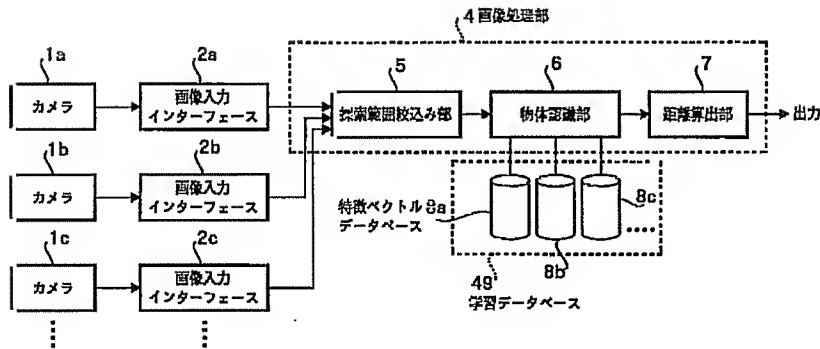 4 画像処理部
1a
カメラ
2a
画像入力
インターフェース
5
探索範囲絞込み部
6
物体認識部
7
距離算出部
出力
1b
カメラ
2b
画像入力
インターフェース
1c
カメラ
2c
画像入力
インターフェース
特徴ベクトル 8a
データベース
8b
8c
49
学習データベース